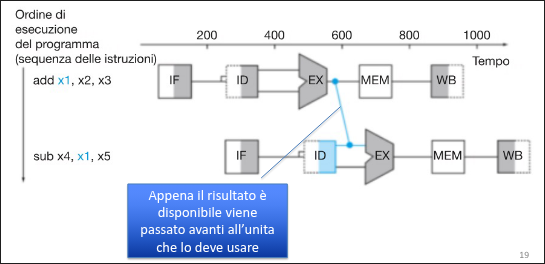 Ordine di
esecuzione
del programma
(sequenza delle istruzioni)
200 400 600 800 1000
Tempo
add x1, x2, x3
IF ID EX MEM WB
sub x4, x1, x5
IF ID EX MEM WB
Appena il risultato è
disponibile viene
passato avanti all’unita
che lo deve usare
19